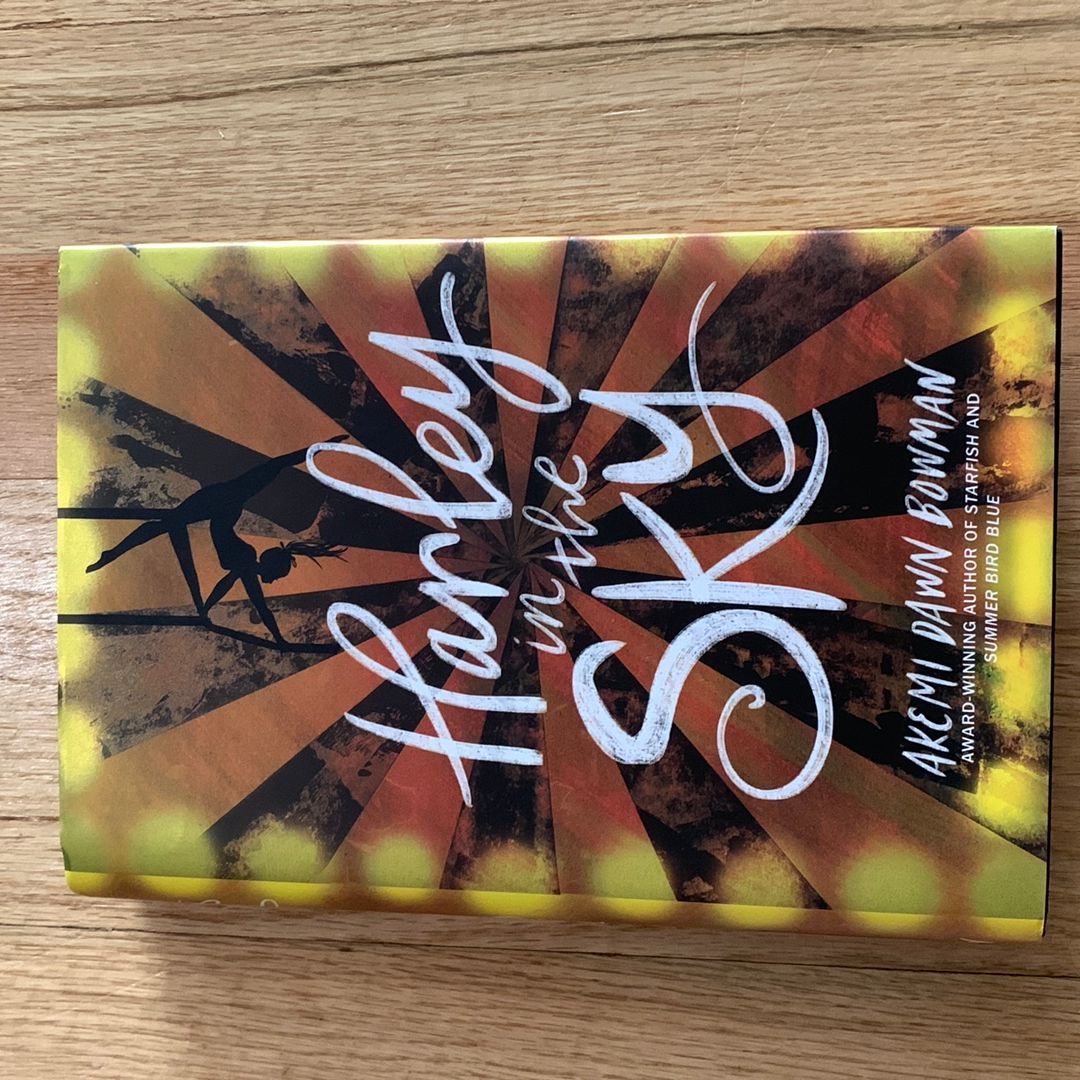 Harley
in the
SKY
AKEMI DAWN BOWMAN
AWARD-WINNING AUTHOR OF STARFISH AND
SUMMER BIRD BLUE